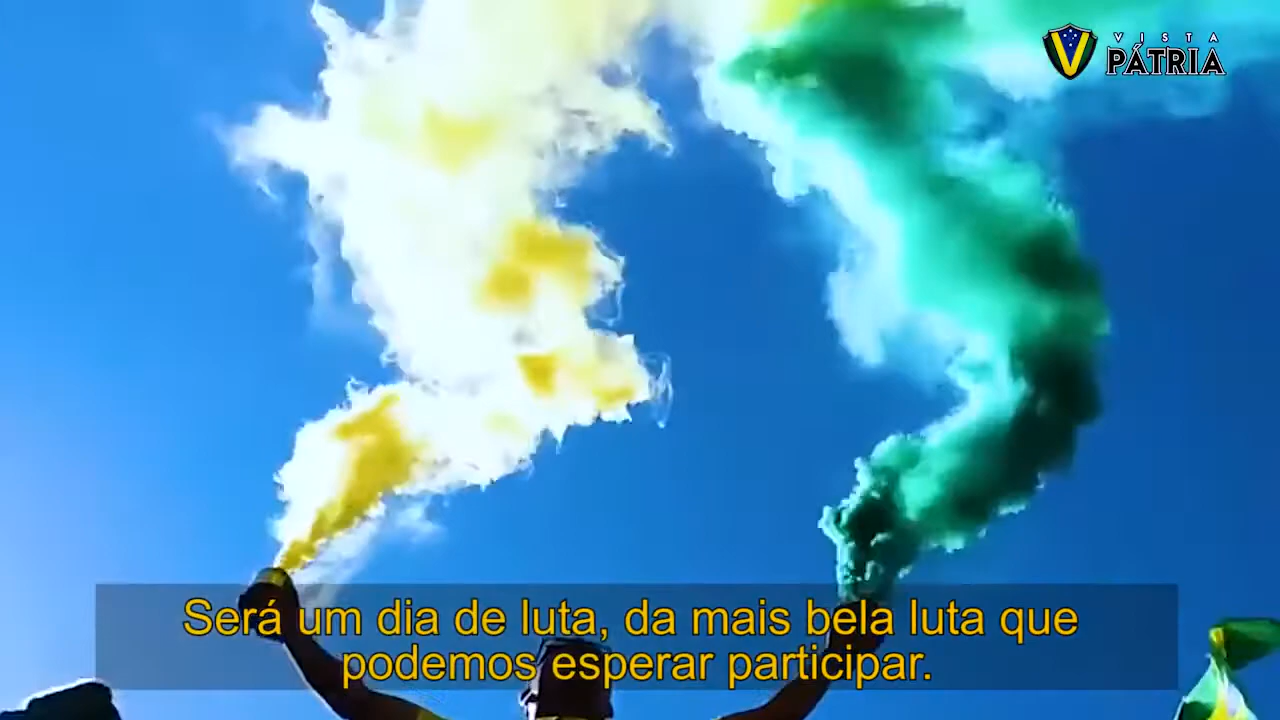 VISTA
PÁTRIA
Será um dia de luta, da mais bela luta que
podemos esperar participar.